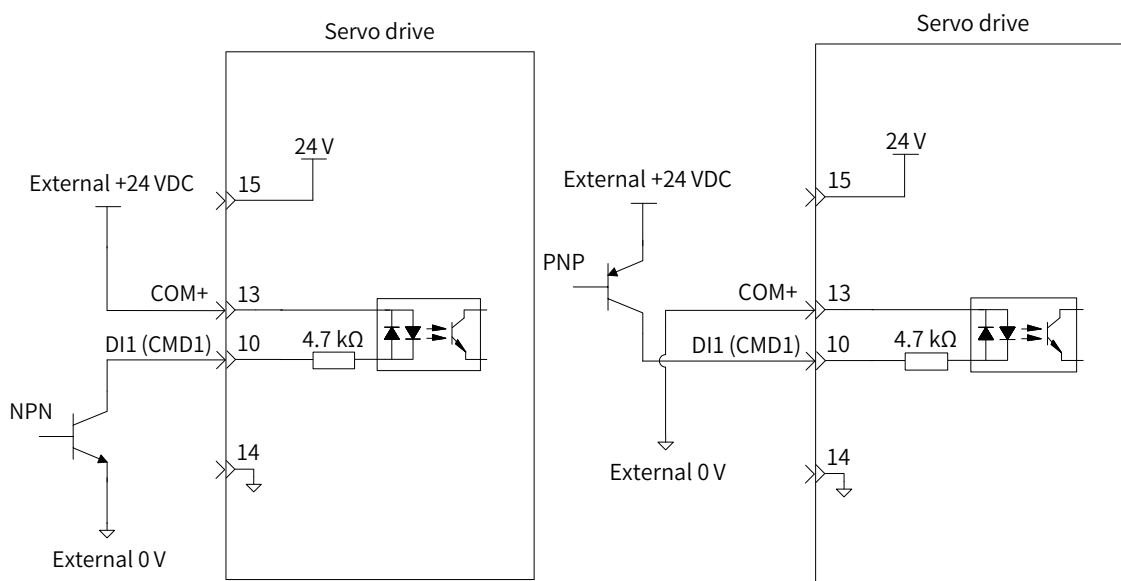 Servo drive
24 V
External +24 VDC
15
COM+
13
DI1 (CMD1)
10
4.7 kΩ
NPN
14
External 0 V
Servo drive
24 V
External +24 VDC
15
PNP
COM+
13
DI1 (CMD1)
10
4.7 kΩ
14
External 0 V